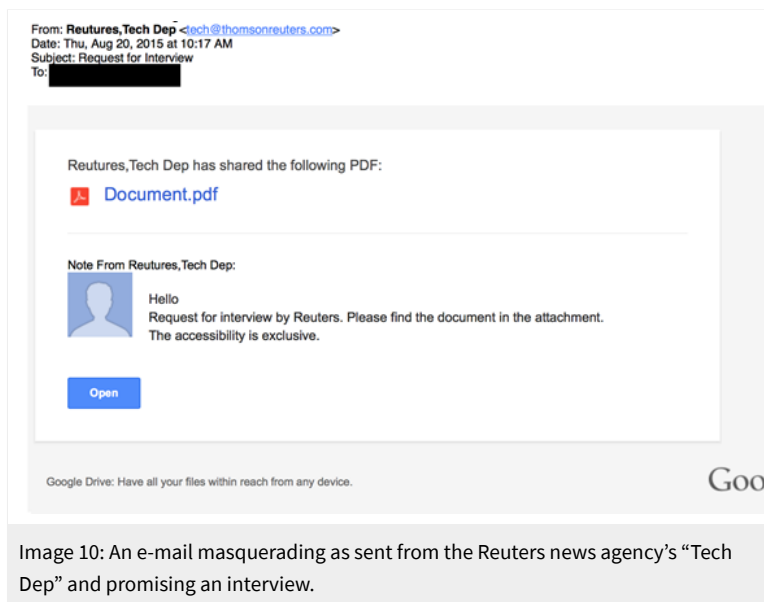 From: Reutures,Tech Dep <tech@thomsonreuters.com>
Date: Thu, Aug 20, 2015 at 10:17 AM
Subject: Request for Interview
To:
Reutures,Tech Dep has shared the following PDF:
Document.pdf
Note From Reutures,Tech Dep:
Hello
Request for interview by Reuters. Please find the document in the attachment.
The accessibility is exclusive.
Open
Google Drive: Have all your files within reach from any device.
Goo
Image 10: An e-mail masquerading as sent from the Reuters news agency’s “Tech
Dep” and promising an interview.